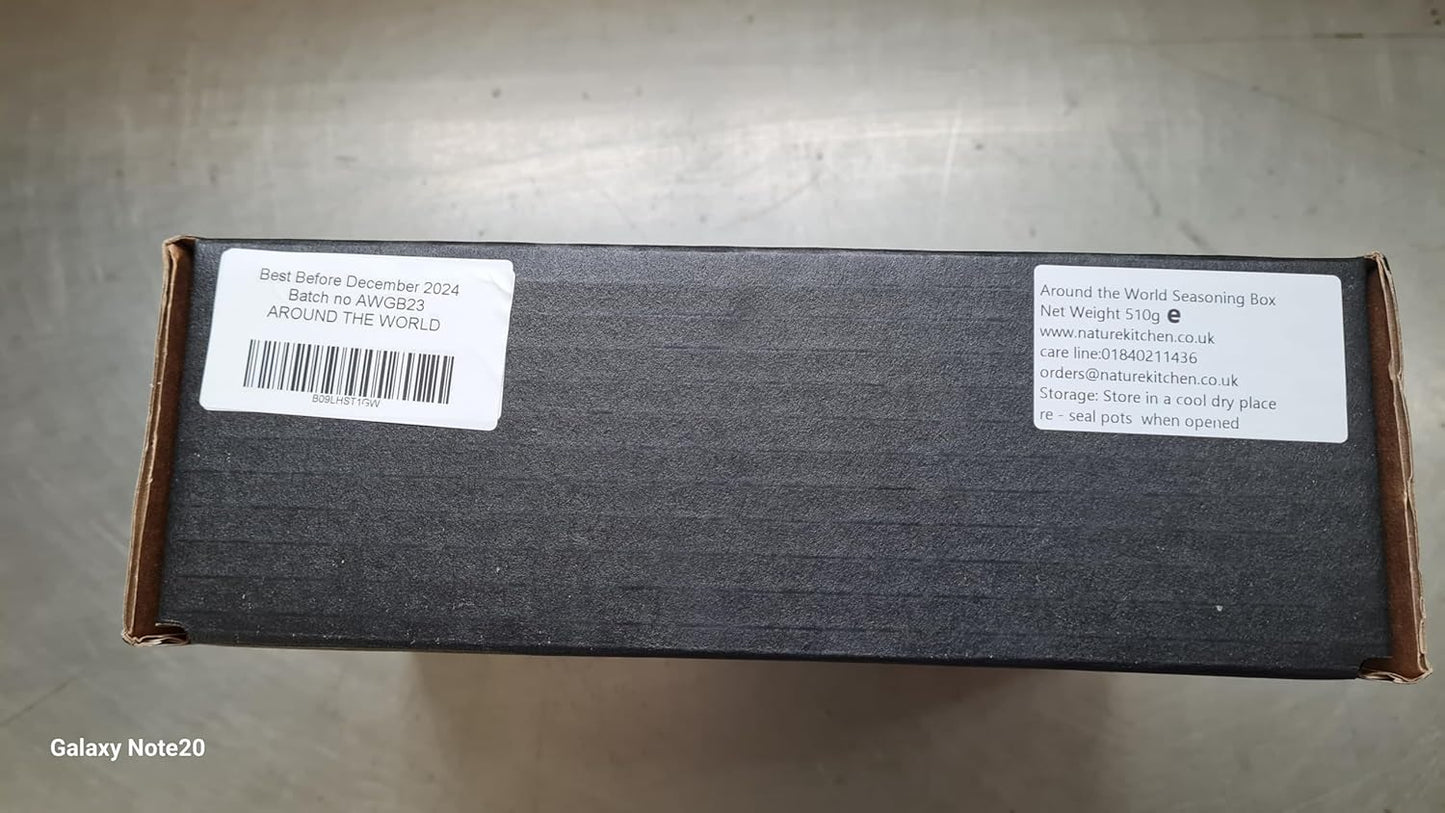 Best Before December 2024
Batch no AWGB23
AROUND THE WORLD
B09LHST1GW
Around the World Seasoning Box
Net Weight 510g e
www.naturekitchen.co.uk
care line:01840211436
orders@naturekitchen.co.uk
Storage: Store in a cool dry place
re - seal pots when opened
Galaxy Note20